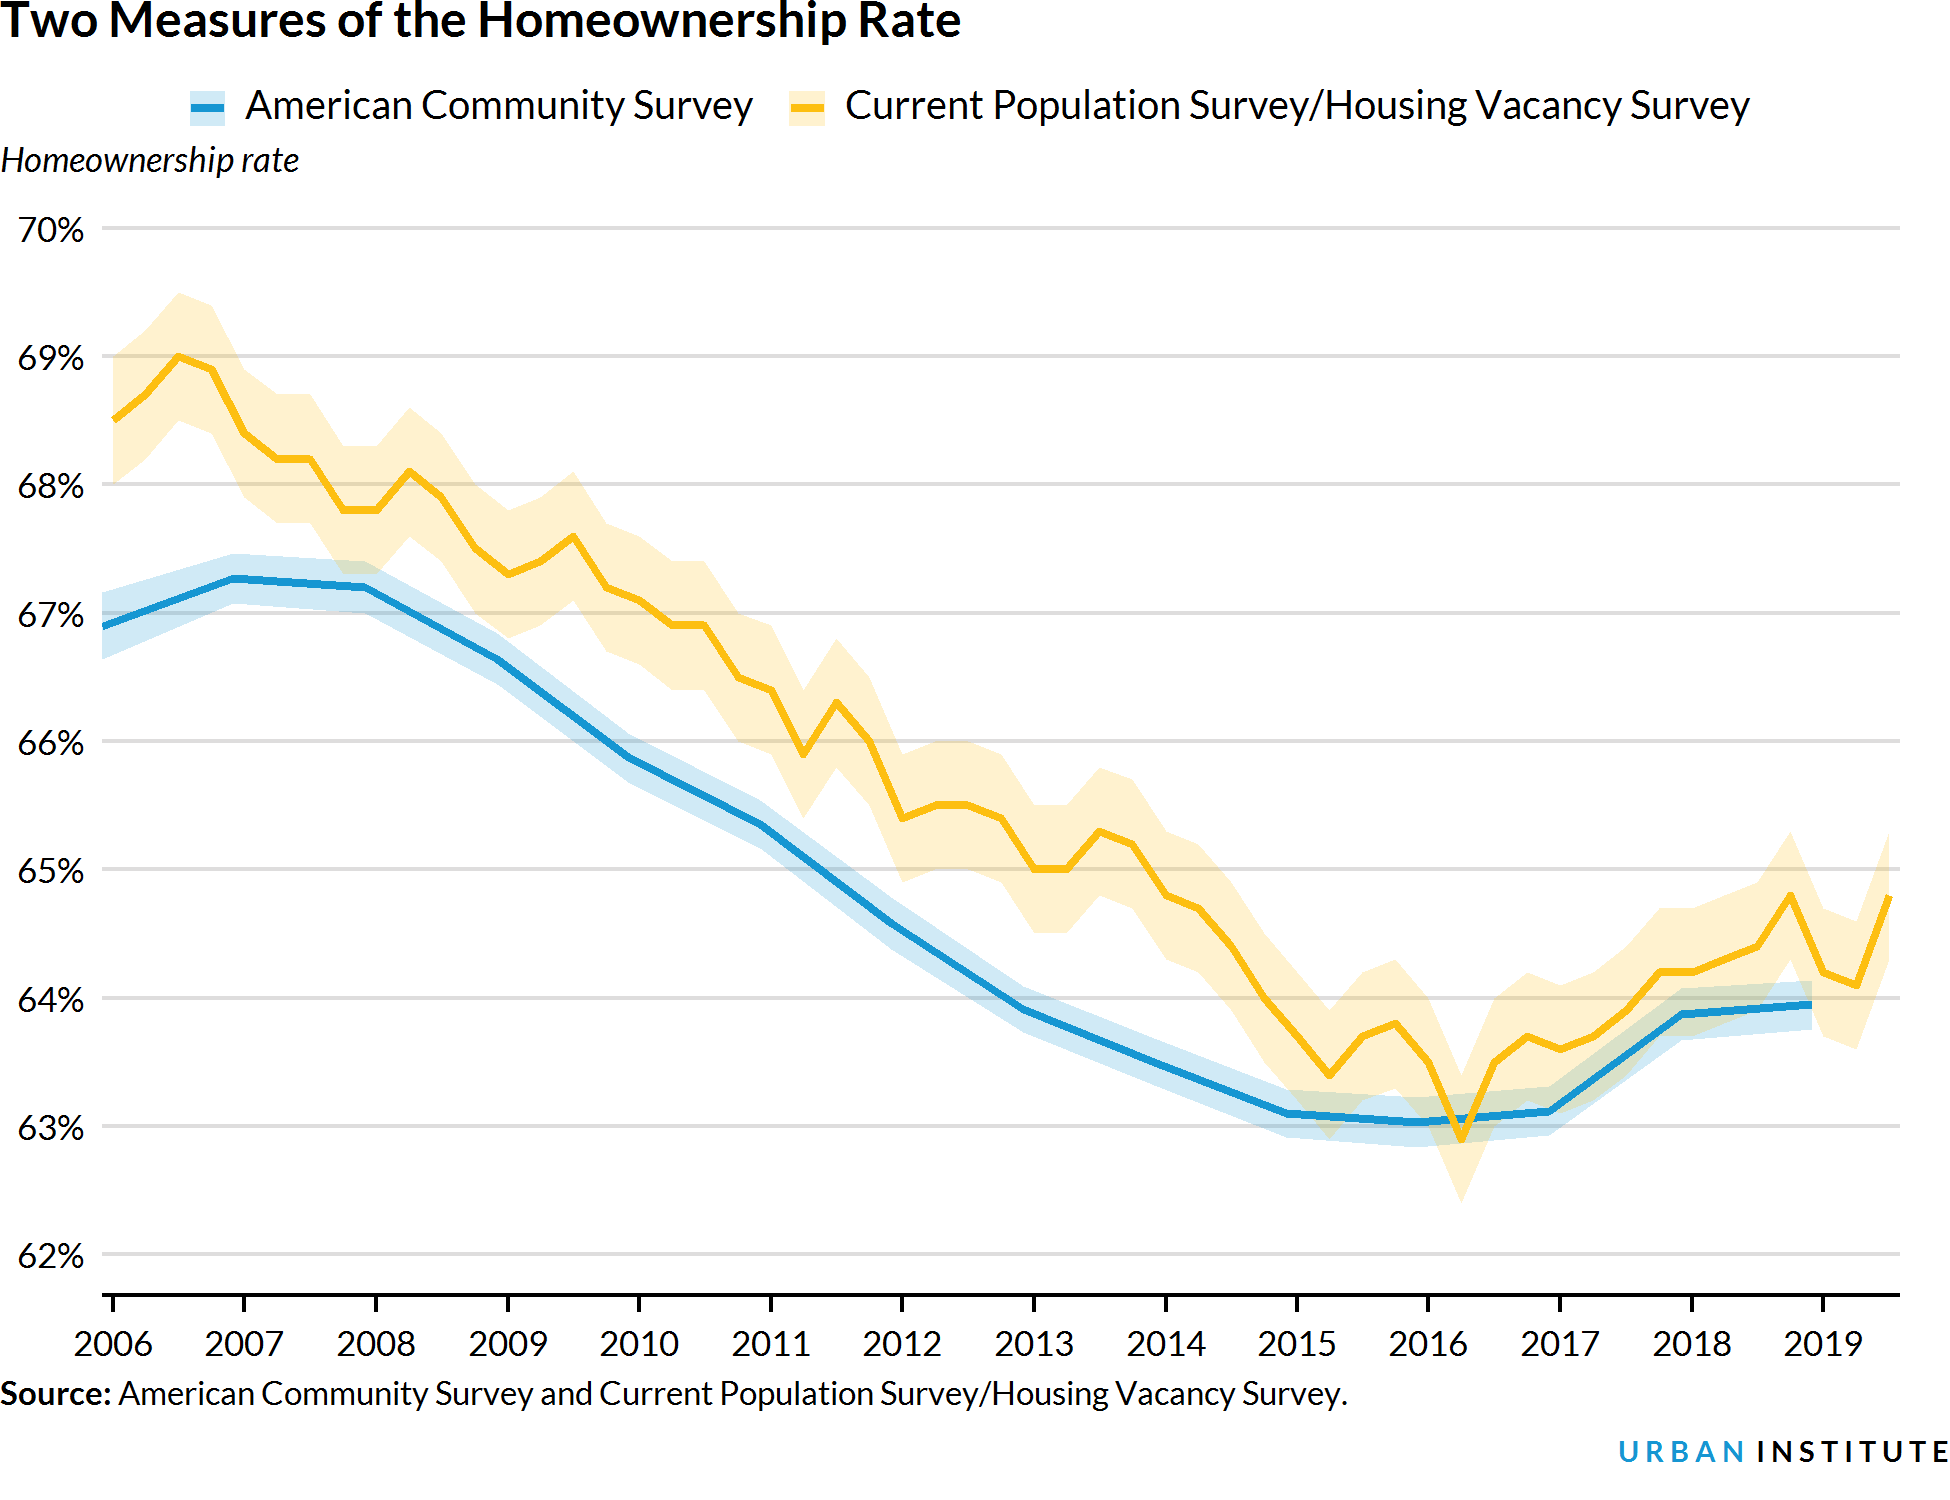 Two Measures of the Homeownership Rate
American Community Survey Current Population Survey/Housing Vacancy Survey
Homeownership rate
70%
69%
68%
67%
66%
65%
64%
63%
62%
2006 2007 2008 2009 2010 2011 2012 2013 2014 2015 2016 2017 2018 2019
Source: American Community Survey and Current Population Survey/Housing Vacancy Survey.
URBAN INSTITUTE